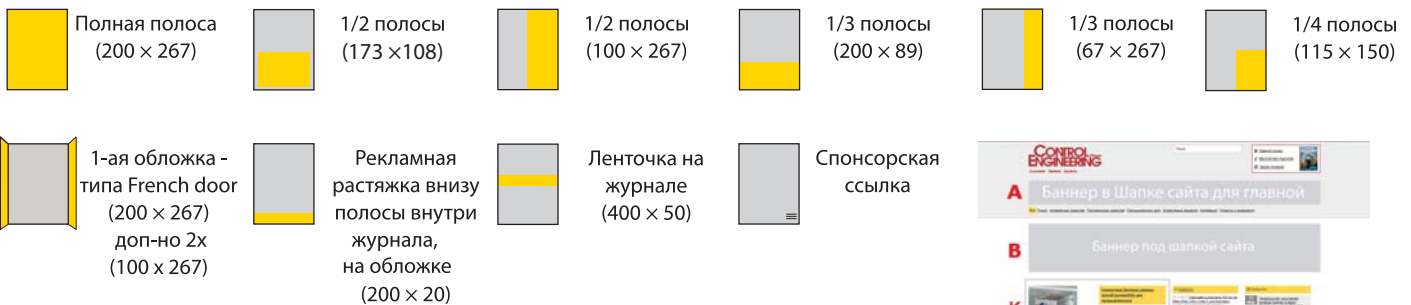 Полная полоса
(200 × 267)
1/2 полосы
(173 ×108)
1/2 полосы
(100 × 267)
1/3 полосы
(200 × 89)
1/3 полосы
(67 × 267)
1/4 полосы
(115 × 150)
1-ая обложка -
типа French door
(200 × 267)
доп-но 2х
(100 х 267)
Рекламная
растяжка внизу
полосы внутри
журнала,
на обложке
(200 × 20)
Ленточка на
журнале
(400 × 50)
Спонсорская
ссылка
CONTROL
ENGINEERING
A
Баннер в Шапке сайта для главной
B
Баннер под шапкой сайта